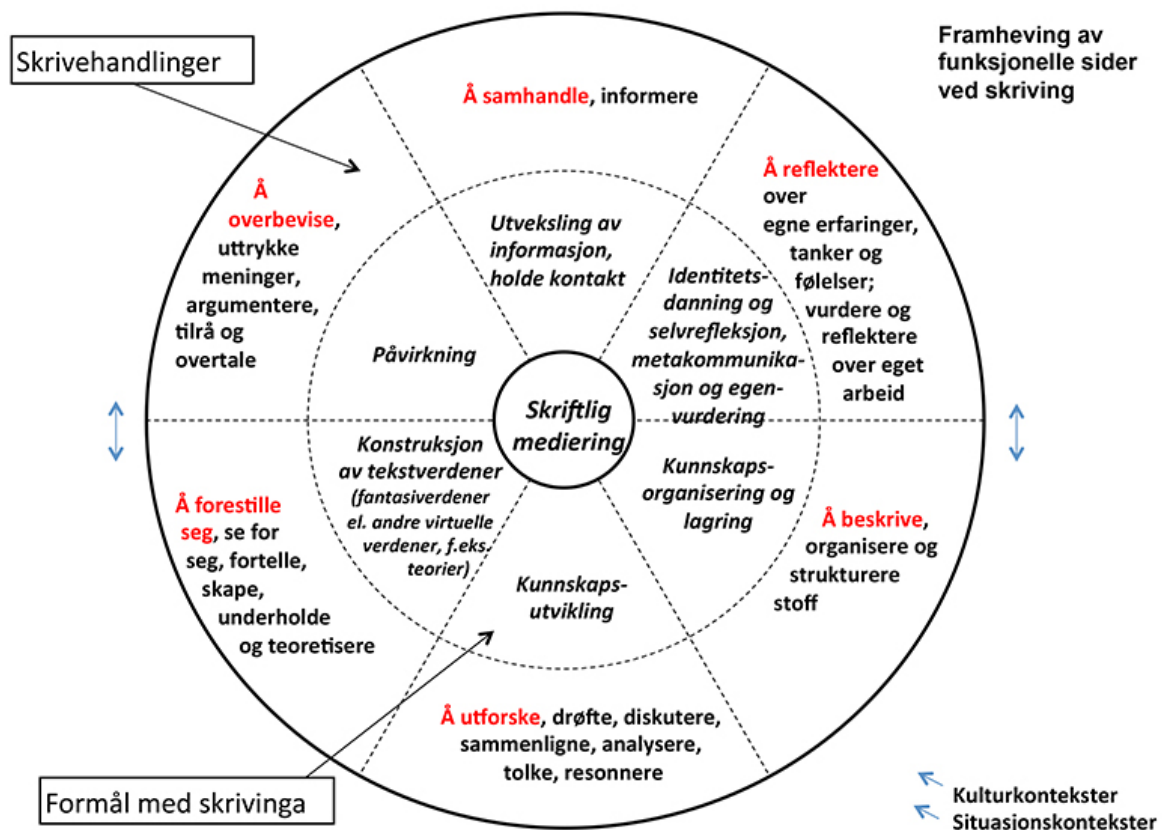 Framheving av
funksjonelle sider
ved skriving
Skrivehandlinger
Å samhandle, informere
Å reflektere
over
egne erfaringer,
tanker og
følelser;
vurdere og
reflektere
over eget
arbeid
Å
overbevise,
uttrykke
meninger,
argumentere,
tilrå og
overtale
Utveksling av
informasjon,
holde kontakt
Identitets-
danning og
selvrefleksjon,
metakommunika-
sjon og egen-
vurdering
Påvirkning
Skriftlig
mediering
Konstruksjon
av tekstverdener
(fantasiverdener
el. andre virtuelle
verdener, f.eks.
teorier)
Kunnskaps-
organisering og
lagring
Å forestille
seg, se for
seg, fortelle,
skape,
underholde
og teoretisere
Å beskrive,
organisere og
strukturere
stoff
Kunnskaps-
utvikling
Å utforske, drøfte, diskutere,
sammenligne, analysere,
tolke, resonnere
Formål med skrivinga
Kulturkontekster
Situasjonskontekster